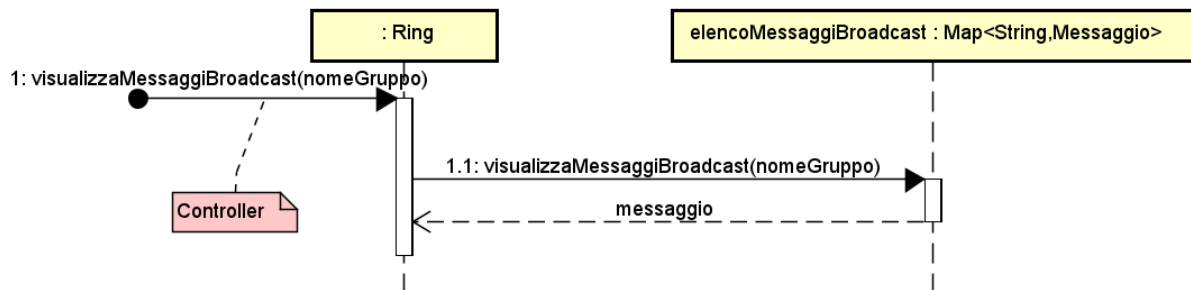 : Ring
elencoMessaggiBroadcast : Map<String,Messaggio>
1: visualizzaMessaggiBroadcast(nomeGruppo)
1.1: visualizzaMessaggiBroadcast(nomeGruppo)
Controller
messaggio